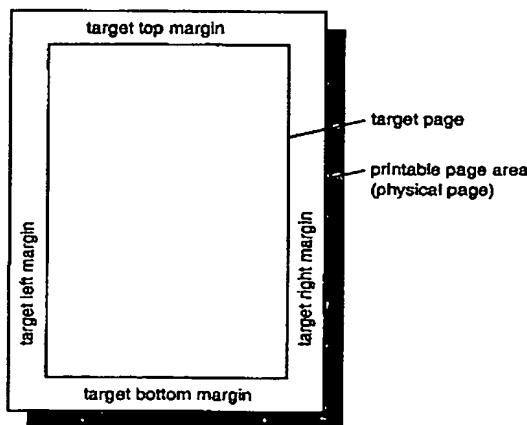 target top margin
target page
printable page area
(physical page)
target left margin
target right margin
target bottom margin